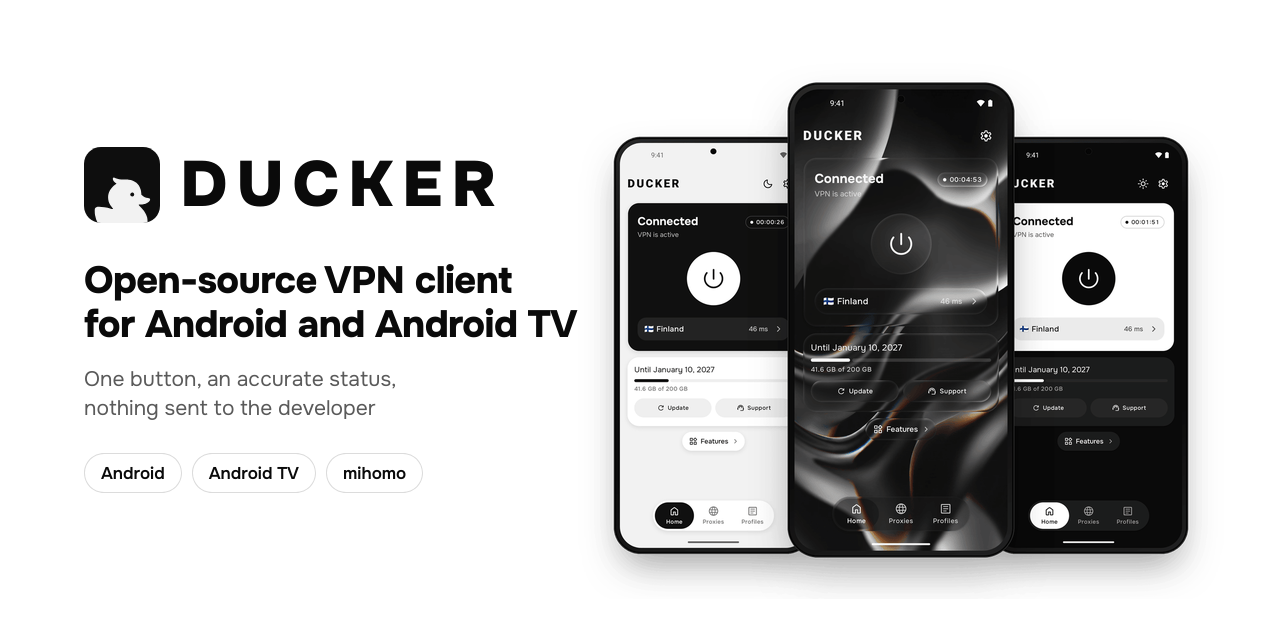 DUCKER
Open-source VPN client
for Android and Android TV
One button, an accurate status,
nothing sent to the developer
Android
Android TV
mihomo
9:41
DUCKER
Connected
00:00:26
VPN is active
Finland
46 ms
Until January 10, 2027
41.6 GB of 200 GB
Update
Support
Features
Home
Proxies
Profiles
9:41
DUCKER
Connected
00:04:53
VPN is active
Finland
46 ms
Until January 10, 2027
41.6 GB of 200 GB
Update
Support
Features
Home
Proxies
Profiles
9:41
UCKER
Connected
00:01:51
VPN is active
Finland
46 ms
ntil January 10, 2027
.6 GB of 200 GB
Update
Support
Features
Home
Proxies
Profiles